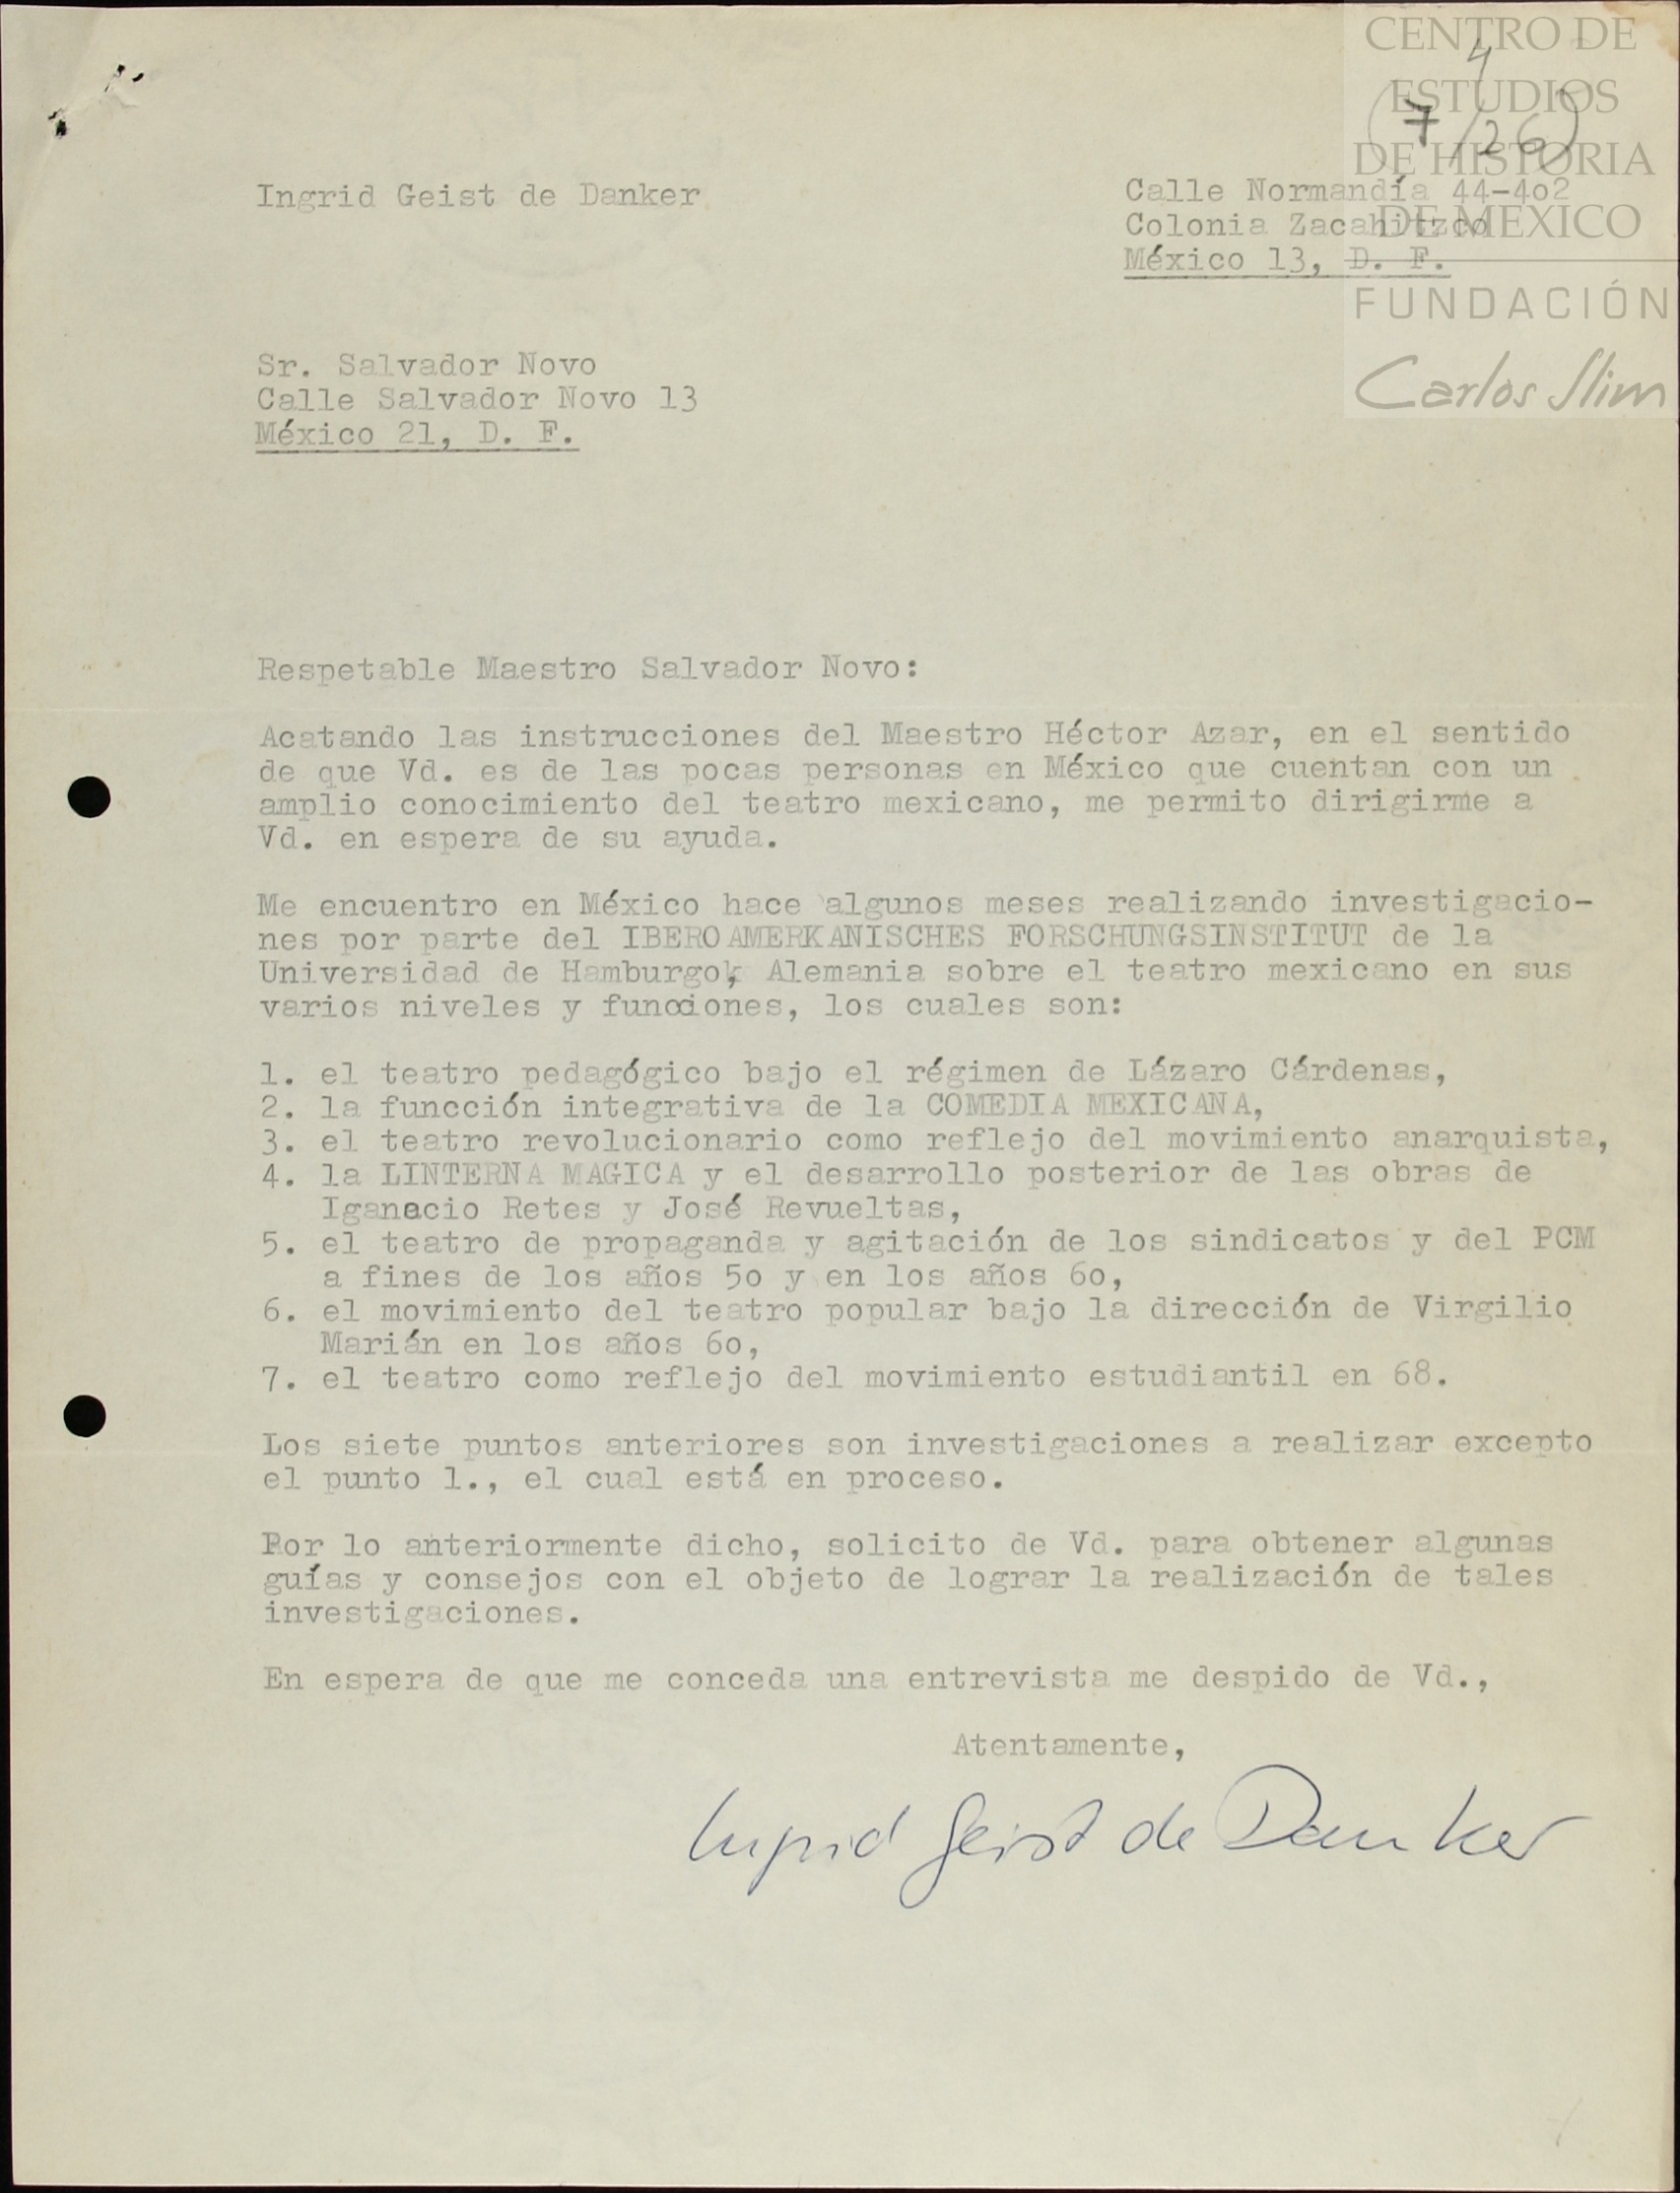 CENTRO DE
4
ESTUDIOS
(7/26)
DE HISTORIA
Ingrid Geist de Danker
Calle Normandía 44-4o2
DE MEXICO
Colonia Zacahitzco
México 13, D. F.
FUNDACIÓN
Carlos Slim
Sr. Salvador Novo
Calle Salvador Novo 13
México 21, D. F.
Respetable Maestro Salvador Novo:
Acatando las instrucciones del Maestro Héctor Azar, en el sentido
de que Vd. es de las pocas personas en México que cuentan con un
amplio conocimiento del teatro mexicano, me permito dirigirme a
Vd. en espera de su ayuda.
Me encuentro en México hace algunos meses realizando investigacio-
nes por parte del IBEROAMERKANISCHES FORSCHUNGSINSTITUT de la
Universidad de Hamburgo, Alemania sobre el teatro mexicano en sus
varios niveles y funciones, los cuales son:
1. el teatro pedagógico bajo el régimen de Lázaro Cárdenas,
2. la funcción integrativa de la COMEDIA MEXICANA,
3. el teatro revolucionario como reflejo del movimiento anarquista,
4. la LINTERNA MAGICA y el desarrollo posterior de las obras de
Iganacio Retes y José Revueltas,
5. el teatro de propaganda y agitación de los sindicatos y del PCM
a fines de los años 5o y en los años 6o,
6. el movimiento del teatro popular bajo la dirección de Virgilio
Marián en los años 6o,
7. el teatro como reflejo del movimiento estudiantil en 68.
Los siete puntos anteriores son investigaciones a realizar excepto
el punto 1., el cual está en proceso.
Por lo anteriormente dicho, solicito de Vd. para obtener algunas
guías y consejos con el objeto de lograr la realización de tales
investigaciones.
En espera de que me conceda una entrevista me despido de Vd.,
Atentamente,
Ingrid Geist de Danker